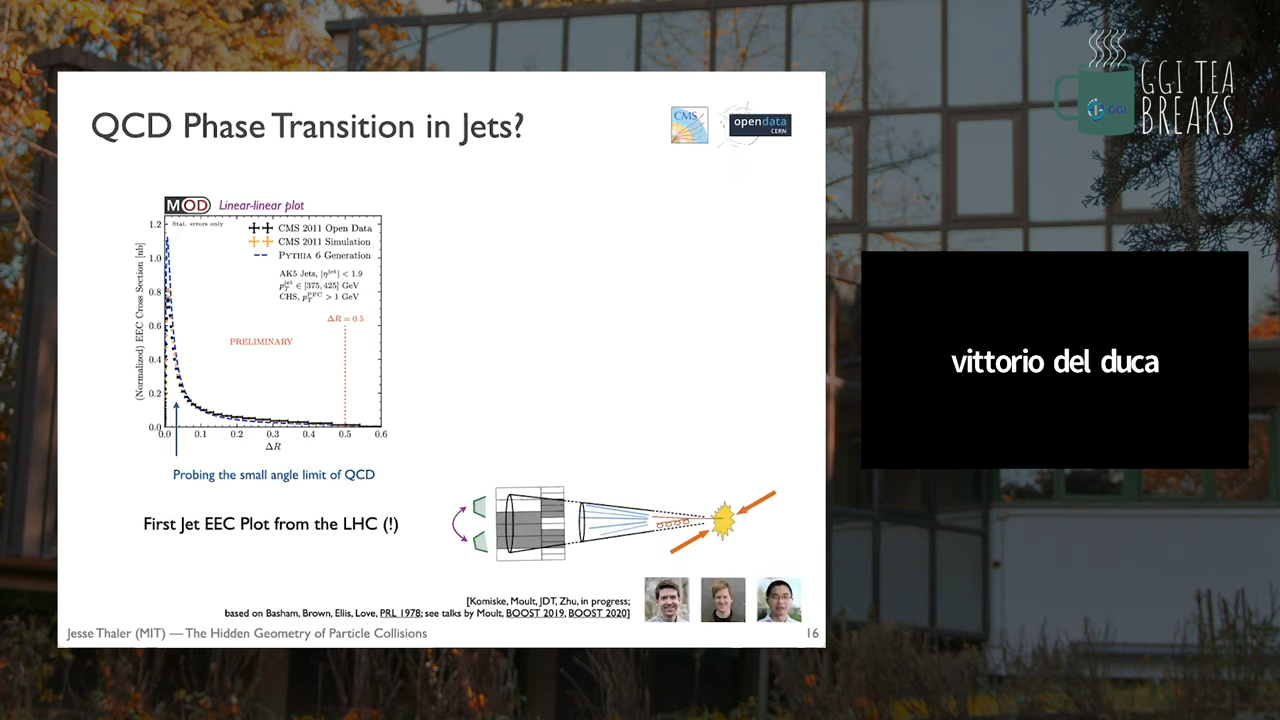 GGI TEA
BREAKS
GGI
QCD Phase Transition in Jets?
CMS
opendata
CERN
MOD Linear-linear plot
Stat. errors only
CMS 2011 Open Data
CMS 2011 Simulation
PYTHIA 6 Generation
AK5 Jets, |η^jet| < 1.9
p_T^jet ∈ [375, 425] GeV
CHS, p_T^PFC > 1 GeV
ΔR = 0.5
PRELIMINARY
(Normalized) EEC Cross Section [nb]
1.2
1.0
0.8
0.6
0.4
0.2
0.0
0.0 0.1 0.2 0.3 0.4 0.5 0.6
ΔR
Probing the small angle limit of QCD
First Jet EEC Plot from the LHC (!)
[Komiske, Moult, JDT, Zhu, in progress;
based on Basham, Brown, Ellis, Love, PRL 1978; see talks by Moult, BOOST 2019, BOOST 2020]
Jesse Thaler (MIT) — The Hidden Geometry of Particle Collisions 16
vittorio del duca